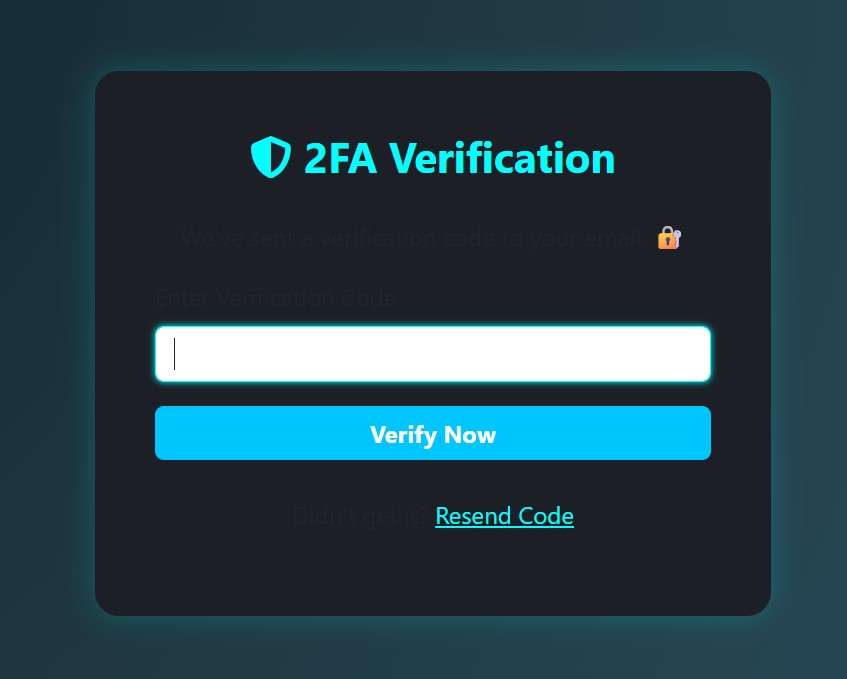 2FA Verification
We've sent a verification code to your email. 🔐
Enter Verification Code
Verify Now
Didn't get it? Resend Code